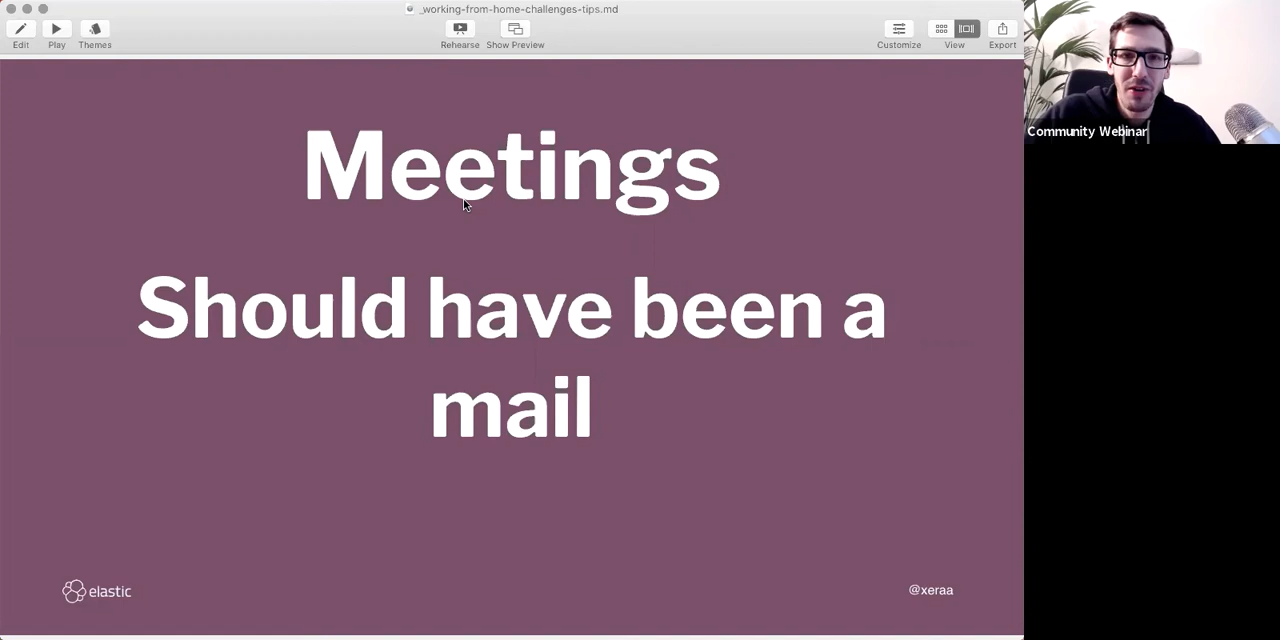 _working-from-home-challenges-tips.md
Edit
Play
Themes
Rehearse
Show Preview
Customize
View
Export
Community Webinar
Meetings
Should have been a
mail
elastic
@xeraa